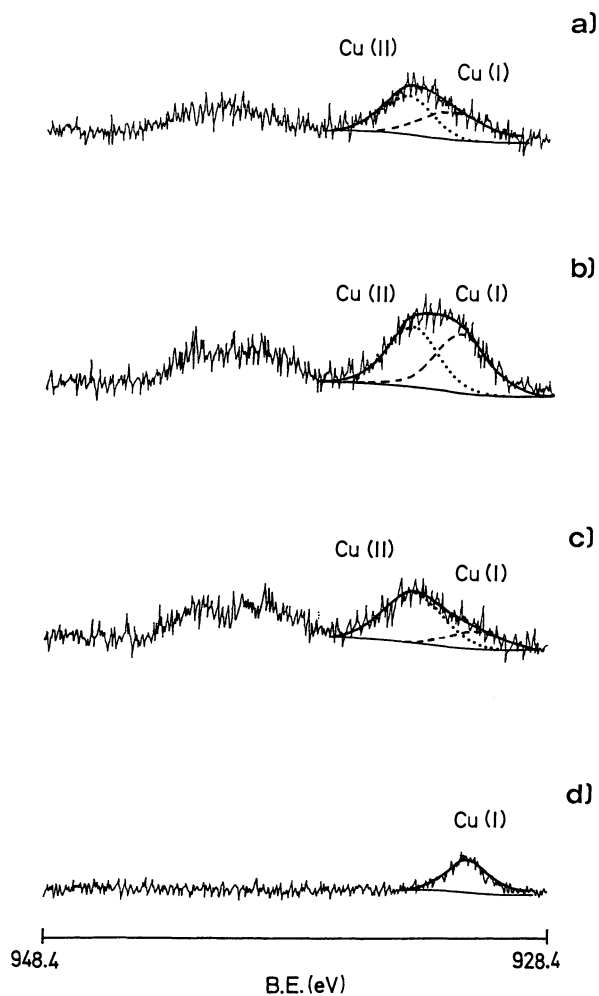 a)
Cu (II)
Cu (I)
b)
Cu (II)
Cu (I)
c)
Cu (II)
Cu (I)
d)
Cu (I)
948.4
928.4
B.E. (eV)